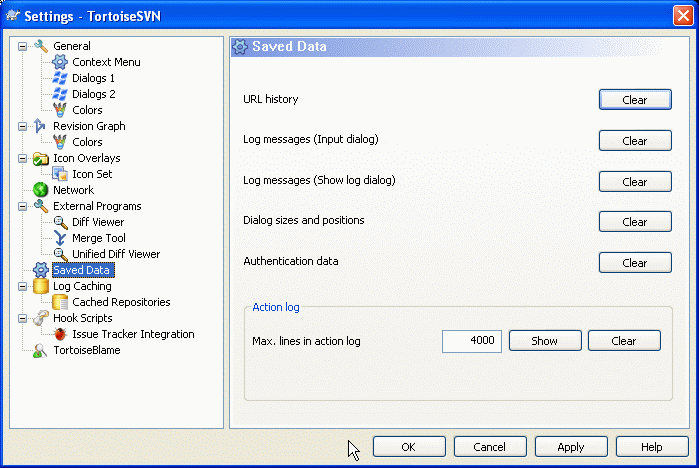 Settings - TortoiseSVN
General
Context Menu
Dialogs 1
Dialogs 2
Colors
Revision Graph
Colors
Icon Overlays
Icon Set
Network
External Programs
Diff Viewer
Merge Tool
Unified Diff Viewer
Saved Data
Log Caching
Cached Repositories
Hook Scripts
Issue Tracker Integration
TortoiseBlame
Saved Data
URL history Clear
Log messages (Input dialog) Clear
Log messages (Show log dialog) Clear
Dialog sizes and positions Clear
Authentication data Clear
Action log
Max. lines in action log 4000 Show Clear
OK Cancel Apply Help